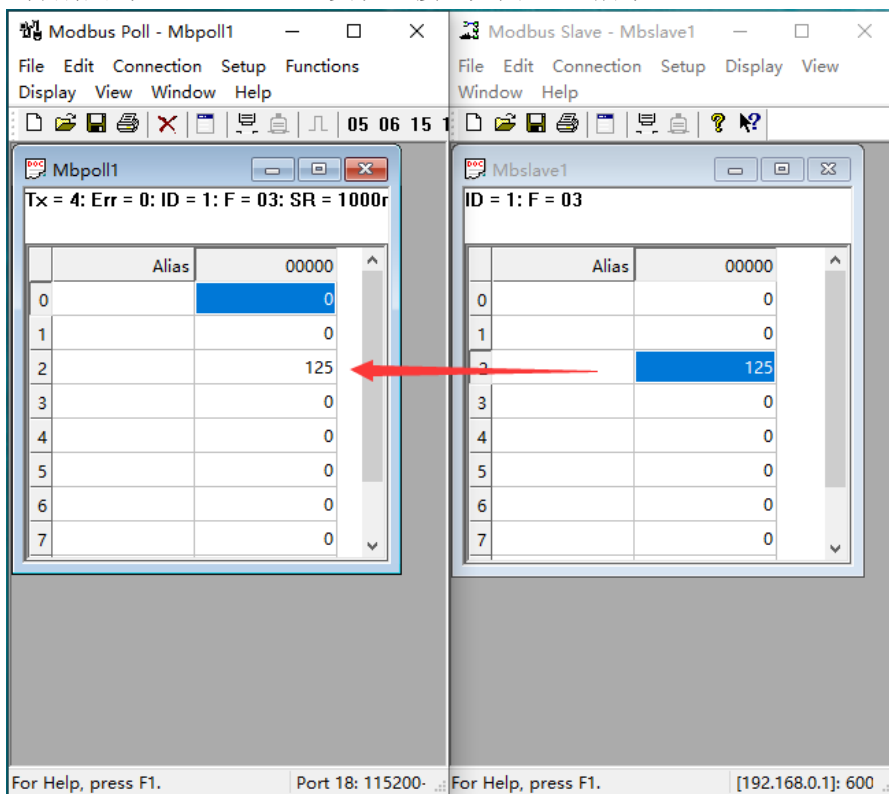 Modbus Poll - Mbpoll1
File Edit Connection Setup Functions
Display View Window Help
05 06 15 1
Mbpoll1
Tx = 4: Err = 0: ID = 1: F = 03: SR = 1000r
Alias 00000
0 0
1 0
2 125
3 0
4 0
5 0
6 0
7 0
For Help, press F1. Port 18: 115200-
Modbus Slave - Mbslave1
File Edit Connection Setup Display View
Window Help
Mbslave1
ID = 1: F = 03
Alias 00000
0 0
1 0
2 125
3 0
4 0
5 0
6 0
7 0
For Help, press F1. [192.168.0.1]: 600